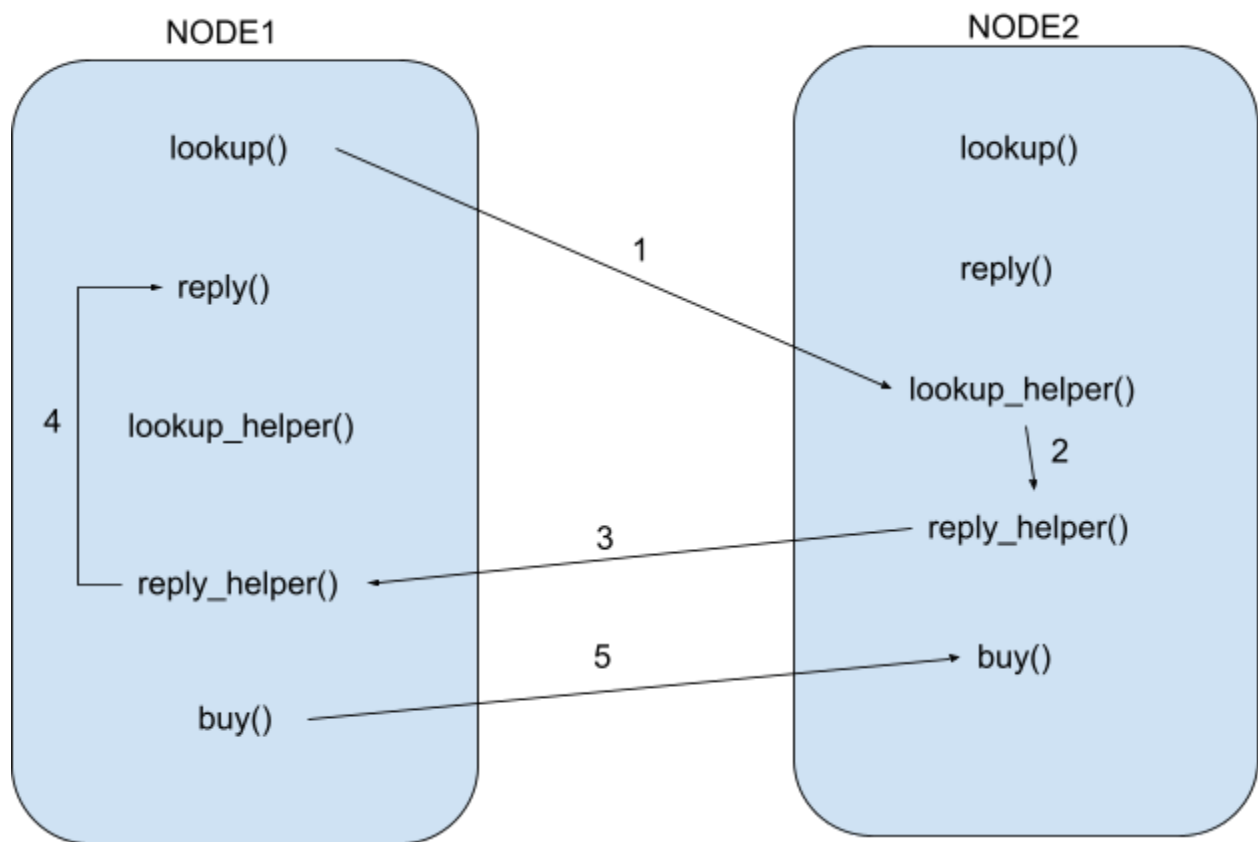 NODE1
NODE2
lookup()
lookup()
1
reply()
reply()
lookup_helper()
4
lookup_helper()
2
reply_helper()
3
reply_helper()
5
buy()
buy()